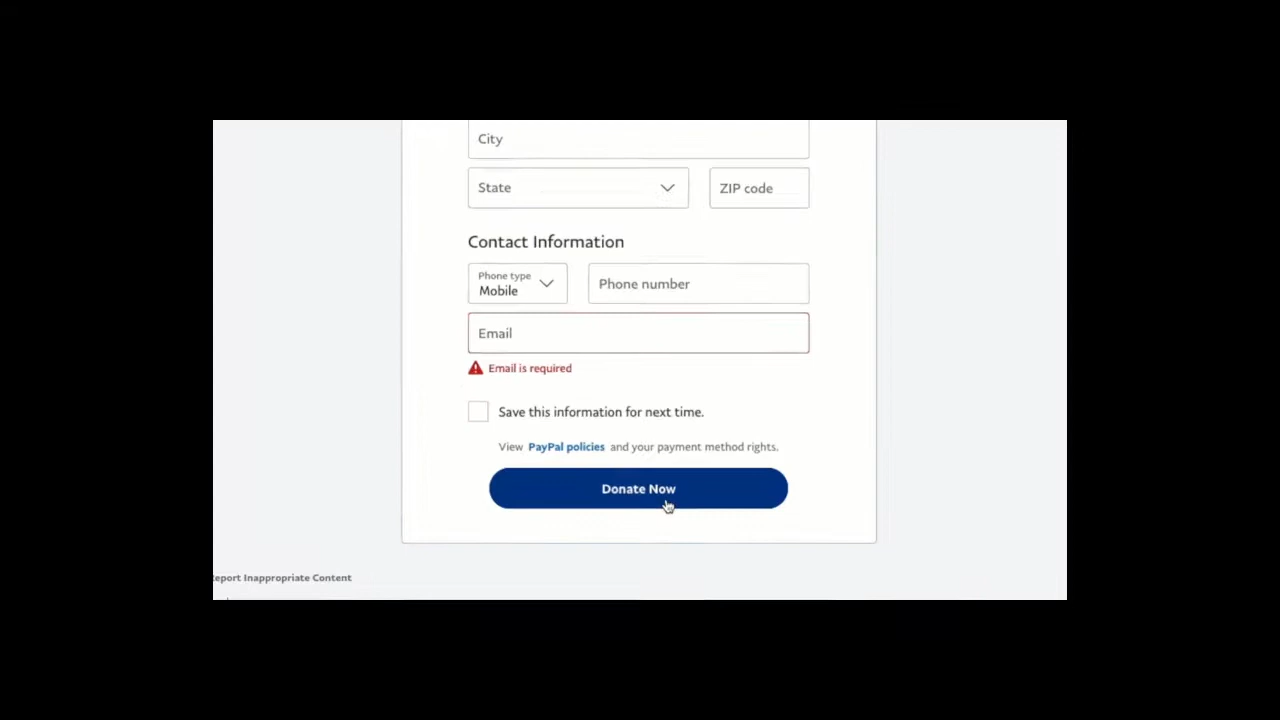 City
State
ZIP code
Contact Information
Phone type
Mobile
Phone number
Email
Email is required
Save this information for next time.
View PayPal policies and your payment method rights.
Donate Now
eport Inappropriate Content